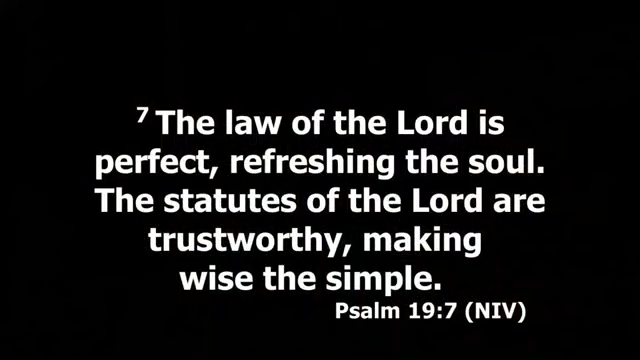 7 The law of the Lord is
perfect, refreshing the soul.
The statutes of the Lord are
trustworthy, making
wise the simple.
Psalm 19:7 (NIV)